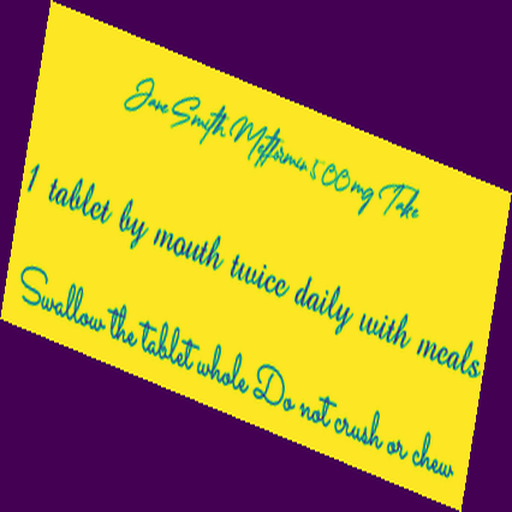 Jane Smith Metformin 500mg Take
1 tablet by mouth twice daily with meals
Swallow the tablet whole Do not crush or chew